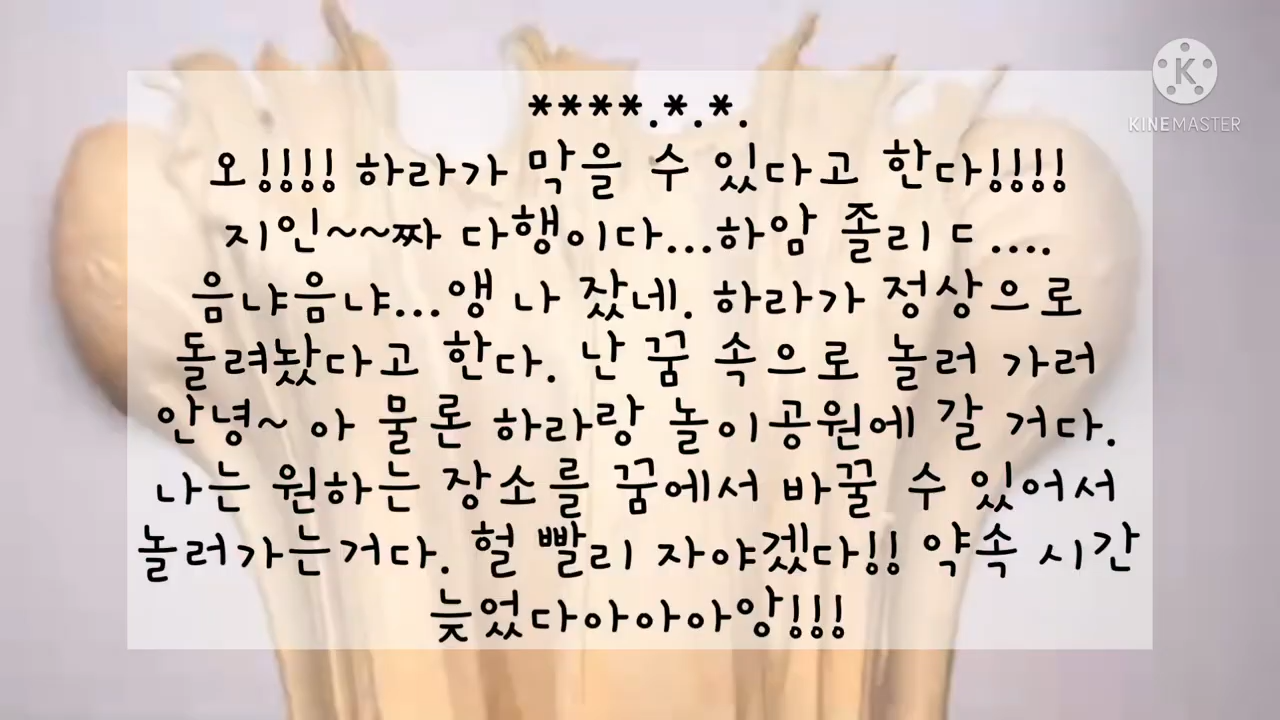 ****.*.*.
오!!!! 하라가 막을 수 있다고 한다!!!!
지인~~짜 다행이다...하암 졸리ㄷ....
음냐음냐...앵 나 잤네. 하라가 정상으로
돌려놨다고 한다. 난 꿈 속으로 놀러 가러
안녕~ 아 물론 하라랑 놀이공원에 갈 거다.
나는 원하는 장소를 꿈에서 바꿀 수 있어서
놀러가는거다. 헐 빨리 자야겠다!! 약속 시간
늦었다아아아앙!!!
K
KINEMASTER